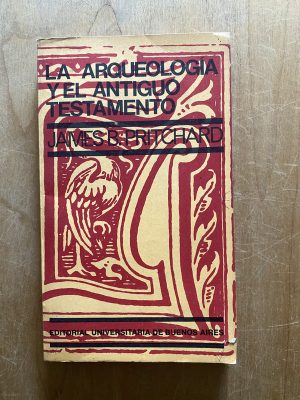 LA ARQUEOLOGIA
Y EL ANTIGUO
TESTAMENTO
JAMES B. PRITCHARD
EDITORIAL UNIVERSITARIA DE BUENOS AIRES